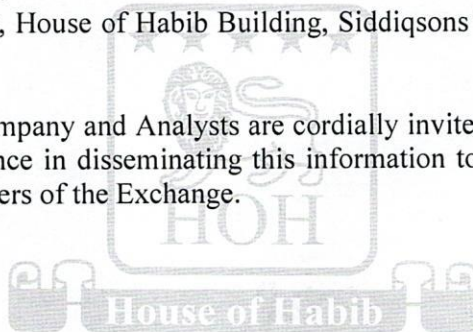 , House of Habib Building, Siddiqsons
mpany and Analysts are cordially invite
nce in disseminating this information to
ers of the Exchange.
HOH
House of Habib